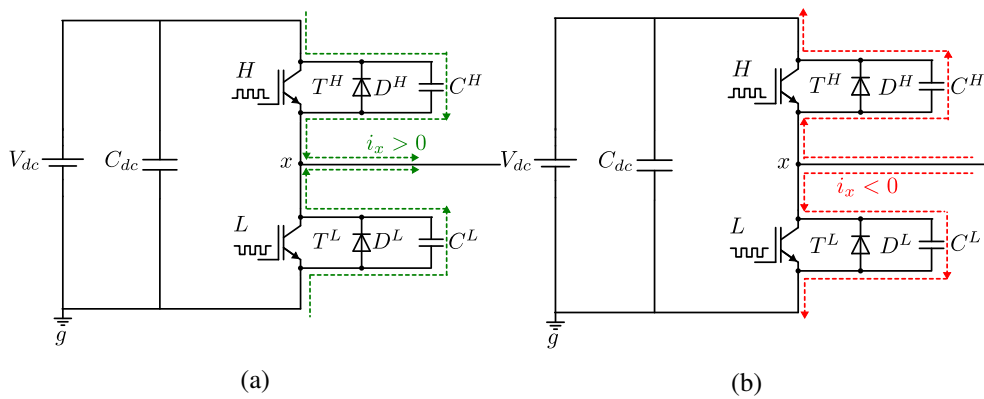 H
T^H D^H C^H
i_x > 0
V_dc C_dc x
L
T^L D^L C^L
g
(a)
H
T^H D^H C^H
V_dc C_dc x
i_x < 0
L
T^L D^L C^L
g
(b)